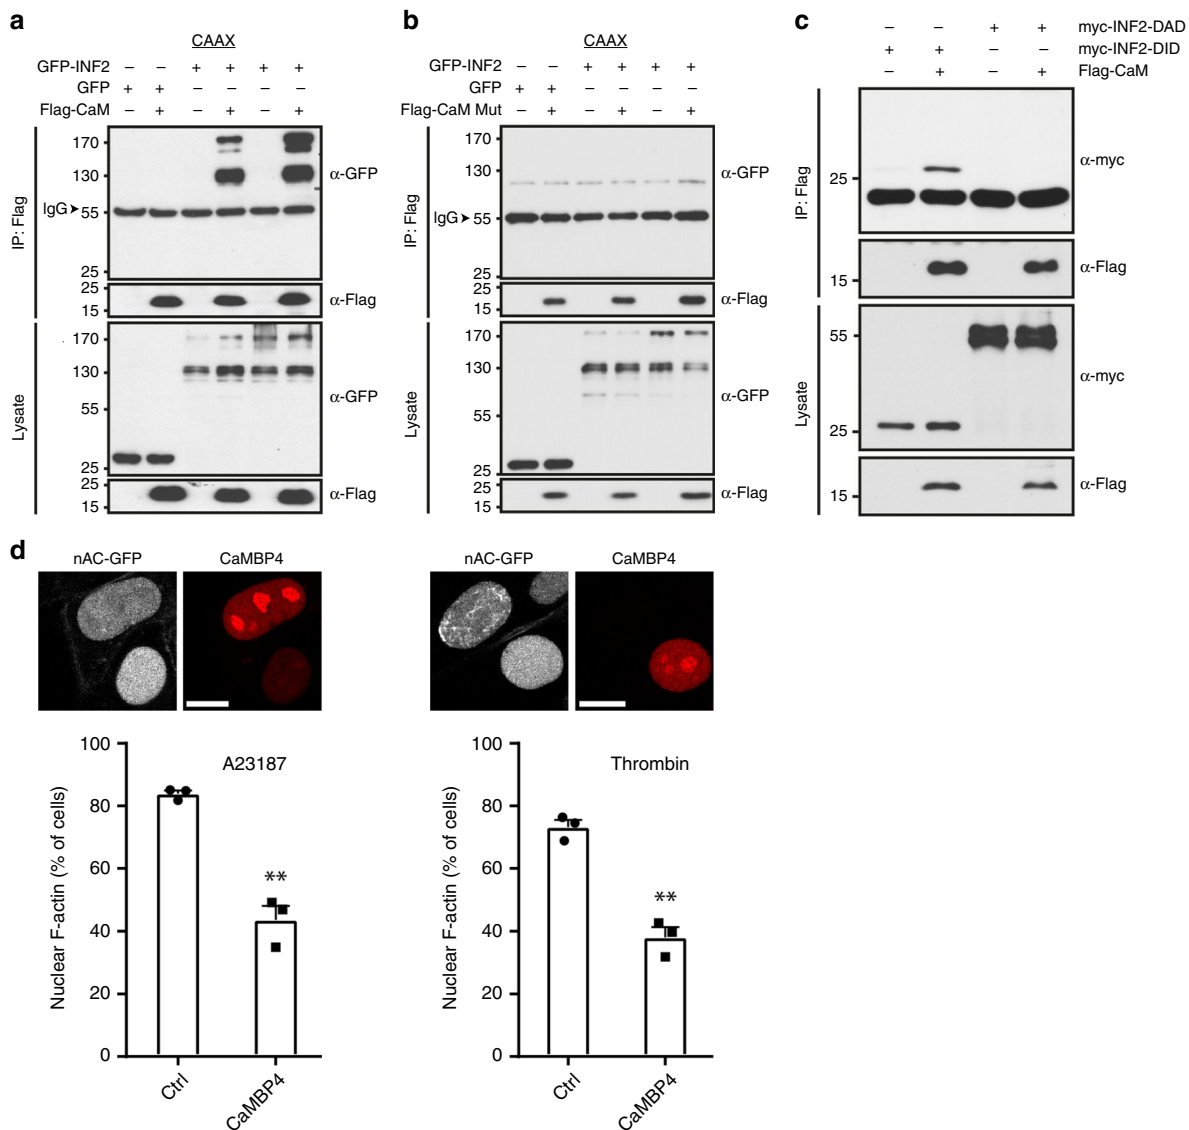 a
CAAX
GFP-INF2 – – + + + +
GFP + + – – – –
Flag-CaM – + – + – +
IP: Flag
170
130
IgG 55
25
α-GFP
25
15
α-Flag
Lysate
170
130
55
25
α-GFP
25
15
α-Flag
b
CAAX
GFP-INF2 – – + + + +
GFP + + – – – –
Flag-CaM Mut – + – + – +
IP: Flag
170
130
IgG 55
25
α-GFP
25
15
α-Flag
Lysate
170
130
55
25
α-GFP
25
15
α-Flag
c
– – + + myc-INF2-DAD
+ + – – myc-INF2-DID
– + – + Flag-CaM
IP: Flag
25
α-myc
15
α-Flag
Lysate
55
25
α-myc
15
α-Flag
d
nAC-GFP CaMBP4
nAC-GFP CaMBP4
A23187
Nuclear F-actin (% of cells)
100
80
60
40
20
0
**
Ctrl
CaMBP4
Thrombin
Nuclear F-actin (% of cells)
100
80
60
40
20
0
**
Ctrl
CaMBP4